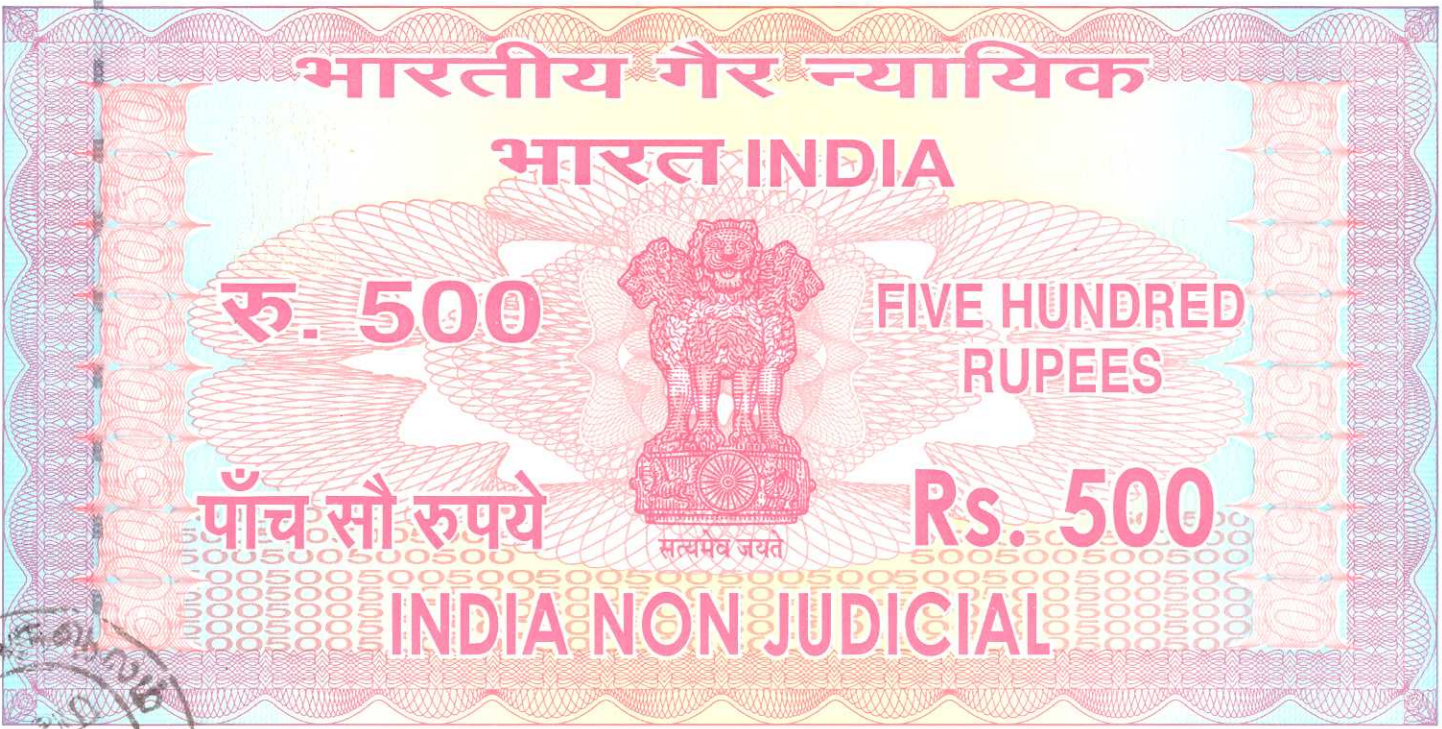 भारतीय गैर न्यायिक
भारत INDIA
रु. 500
FIVE HUNDRED
RUPEES
पाँच सौ रुपये
Rs. 500
सत्यमेव जयते
INDIA NON JUDICIAL